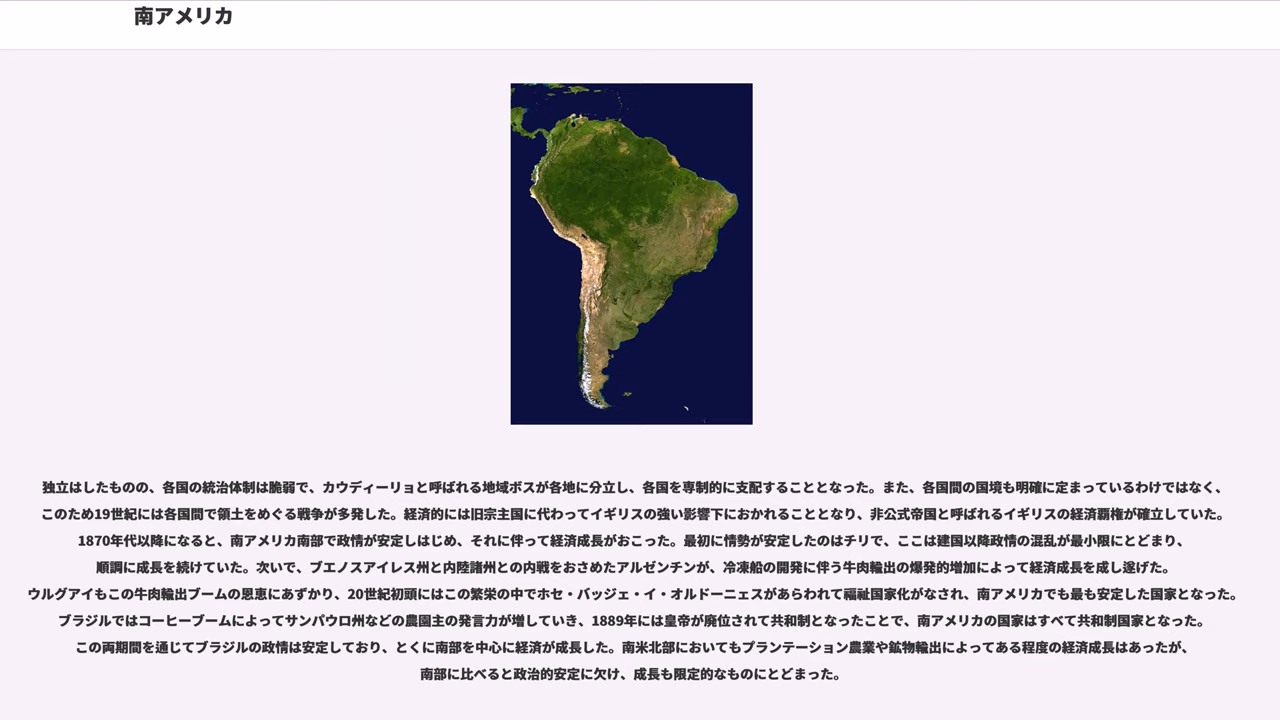 南アメリカ
独立はしたものの、各国の統治体制は脆弱で、カウディーリョと呼ばれる地域ボスが各地に分立し、各国を専制的に支配することとなった。また、各国間の国境も明確に定まっているわけではなく、
このため19世紀には各国間で領土をめぐる戦争が多発した。経済的には旧宗主国に代わってイギリスの強い影響下におかれることとなり、非公式帝国と呼ばれるイギリスの経済覇権が確立していた。
1870年代以降になると、南アメリカ南部で政情が安定しはじめ、それに伴って経済成長がおこった。最初に情勢が安定したのはチリで、ここは建国以降政情の混乱が最小限にとどまり、
順調に成長を続けていた。次いで、ブエノスアイレス州と内陸諸州との内戦をおさめたアルゼンチンが、冷凍船の開発に伴う牛肉輸出の爆発的増加によって経済成長を成し遂げた。
ウルグアイもこの牛肉輸出ブームの恩恵にあずかり、20世紀初頭にはこの繁栄の中でホセ・バッジェ・イ・オルドーニェスがあらわれて福祉国家化がなされ、南アメリカでも最も安定した国家となった。
ブラジルではコーヒーブームによってサンパウロ州などの農園主の発言力が増していき、1889年には皇帝が廃位されて共和制となったことで、南アメリカの国家はすべて共和制国家となった。
この両期間を通じてブラジルの政情は安定しており、とくに南部を中心に経済が成長した。南米北部においてもプランテーション農業や鉱物輸出によってある程度の経済成長はあったが、
南部に比べると政治的安定に欠け、成長も限定的なものにとどまった。